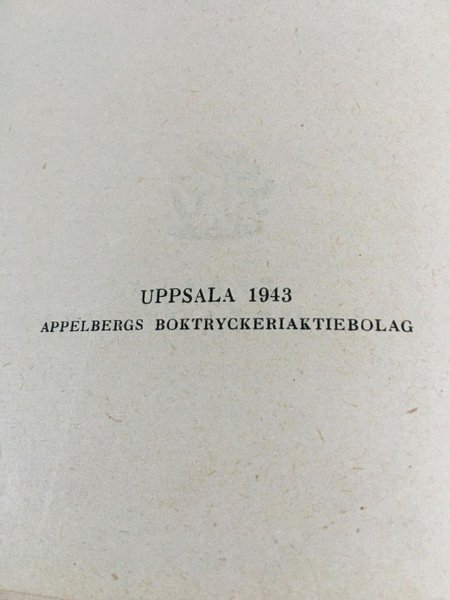 UPPSALA 1943
APPELBERGS BOKTRYCKERIAKTIEBOLAG